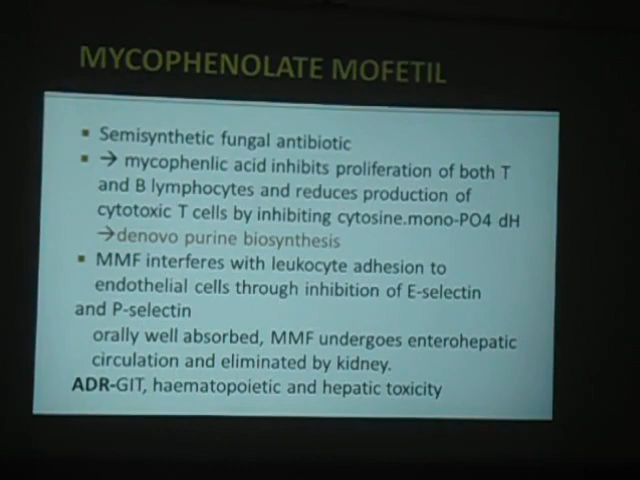 MYCOPHENOLATE MOFETIL
▪ Semisynthetic fungal antibiotic
▪ → mycophenlic acid inhibits proliferation of both T
and B lymphocytes and reduces production of
cytotoxic T cells by inhibiting cytosine.mono-PO4 dH
→denovo purine biosynthesis
▪ MMF interferes with leukocyte adhesion to
endothelial cells through inhibition of E-selectin
and P-selectin
orally well absorbed, MMF undergoes enterohepatic
circulation and eliminated by kidney.
ADR-GIT, haematopoietic and hepatic toxicity